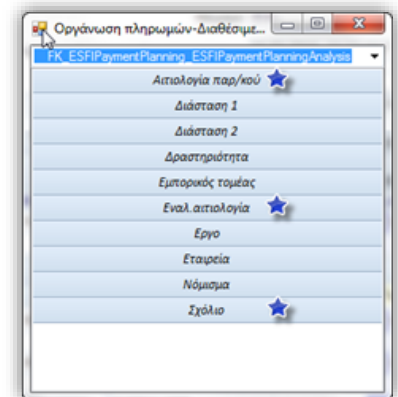 Οργάνωση πληρωμών-Διαθέσιμε...
FK_ESFIPaymentPlanning_ESFIPaymentPlanningAnalysis
Αιτιολογία παρ/κού
Διάσταση 1
Διάσταση 2
Δραστηριότητα
Εμπορικός τομέας
Εναλ.αιτιολογία
Εργο
Εταιρεία
Νόμισμα
Σχόλιο